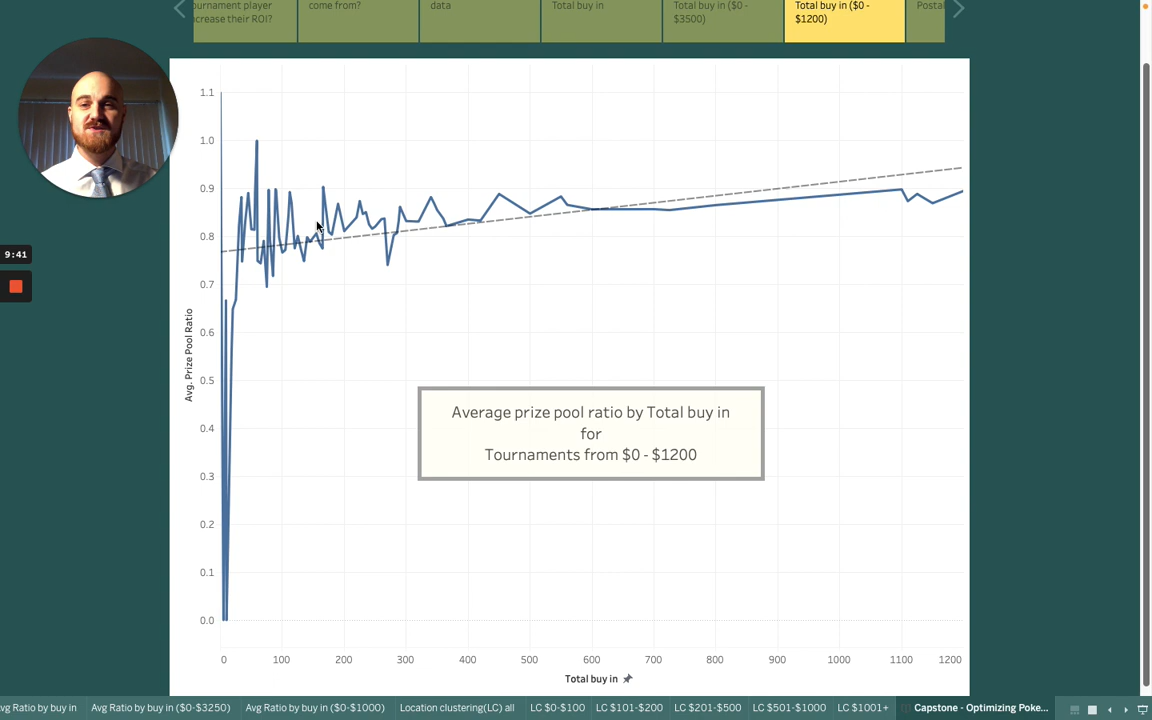 ournament player
crease their ROI?
come from?
data
Total buy in
Total buy in ($0 -
$3500)
Total buy in ($0 -
$1200)
Postal
1.1
1.0
0.9
0.8
0.7
0.6
0.5
0.4
0.3
0.2
0.1
0.0
Avg. Prize Pool Ratio
9:41
Average prize pool ratio by Total buy in
for
Tournaments from $0 - $1200
0 100 200 300 400 500 600 700 800 900 1000 1100 1200
Total buy in
vg Ratio by buy in Avg Ratio by buy in ($0-$3250) Avg Ratio by buy in ($0-$1000) Location clustering(LC) all LC $0-$100 LC $101-$200 LC $201-$500 LC $501-$1000 LC $1001+ Capstone - Optimizing Poke...